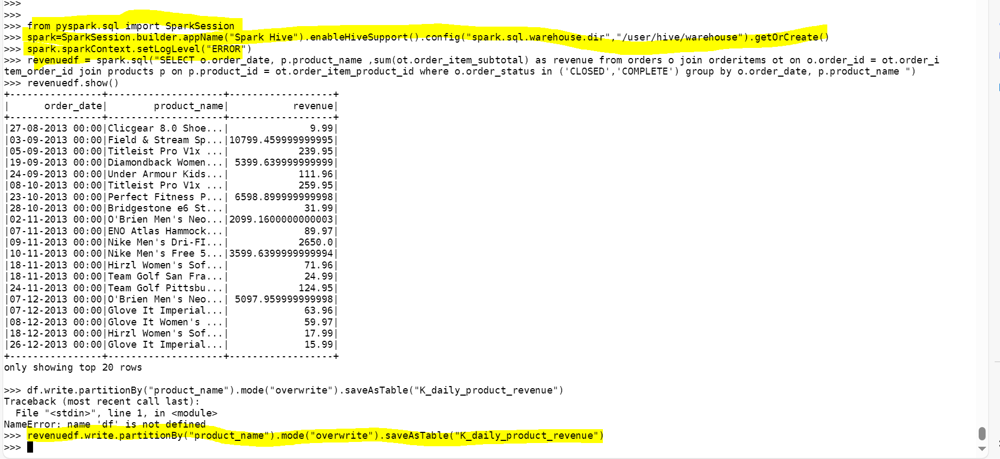 >>>
>>>
>>> from pyspark.sql import SparkSession
>>> spark=SparkSession.builder.appName("Spark Hive").enableHiveSupport().config("spark.sql.warehouse.dir","/user/hive/warehouse").getOrCreate()
>>> spark.sparkContext.setLogLevel("ERROR")
>>> revenuedf = spark.sql("SELECT o.order_date, p.product_name ,sum(ot.order_item_subtotal) as revenue from orders o join orderitems ot on o.order_id = ot.order_i
tem_order_id join products p on p.product_id = ot.order_item_product_id where o.order_status in ('CLOSED','COMPLETE') group by o.order_date, p.product_name ")
>>> revenuedf.show()
+----------------+--------------------+------------------+
|      order_date|        product_name|           revenue|
+----------------+--------------------+------------------+
|27-08-2013 00:00|Clicgear 8.0 Shoe...|              9.99|
|03-09-2013 00:00|Field & Stream Sp...|10799.459999999995|
|05-09-2013 00:00|Titleist Pro V1x ...|            239.95|
|19-09-2013 00:00|Diamondback Women...| 5399.639999999999|
|24-09-2013 00:00|Under Armour Kids...|            111.96|
|08-10-2013 00:00|Titleist Pro V1x ...|            259.95|
|23-10-2013 00:00|Perfect Fitness P...| 6598.899999999998|
|28-10-2013 00:00|Bridgestone e6 St...|             31.99|
|02-11-2013 00:00|O'Brien Men's Neo...|2099.1600000000003|
|07-11-2013 00:00|ENO Atlas Hammock...|             89.97|
|09-11-2013 00:00|Nike Men's Dri-FI...|            2650.0|
|10-11-2013 00:00|Nike Men's Free 5...|3599.6399999999994|
|18-11-2013 00:00|Hirzl Women's Sof...|             71.96|
|18-11-2013 00:00|Team Golf San Fra...|             24.99|
|24-11-2013 00:00|Team Golf Pittsbu...|            124.95|
|07-12-2013 00:00|O'Brien Men's Neo...| 5097.959999999998|
|07-12-2013 00:00|Glove It Imperial...|             63.96|
|08-12-2013 00:00|Glove It Women's ...|             59.97|
|18-12-2013 00:00|Hirzl Women's Sof...|             17.99|
|26-12-2013 00:00|Glove It Imperial...|             15.99|
+----------------+--------------------+------------------+
only showing top 20 rows
>>> df.write.partitionBy("product_name").mode("overwrite").saveAsTable("K_daily_product_revenue")
Traceback (most recent call last):
  File "<stdin>", line 1, in <module>
NameError: name 'df' is not defined
>>> revenuedf.write.partitionBy("product_name").mode("overwrite").saveAsTable("K_daily_product_revenue")
>>>